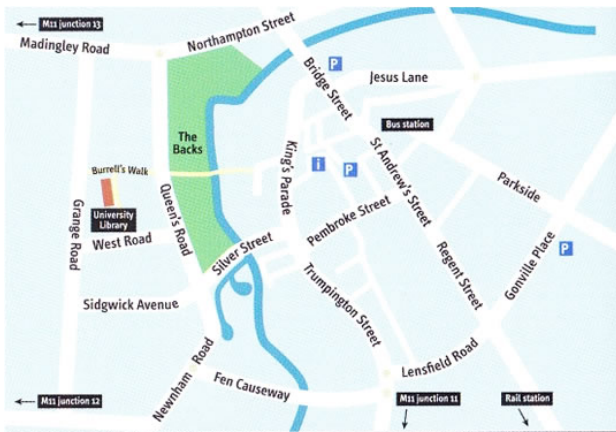 ← M11 junction 13
Madingley Road
Northampton Street
P
Bridge Street
Jesus Lane
The
Backs
Bus station
Burrell's Walk
King's Parade
i
P
St Andrew's Street
Parkside
University
Library
Grange Road
West Road
Queen's Road
Silver Street
Pembroke Street
Regent Street
Gonville Place
P
Sidgwick Avenue
Trumpington Street
Newnham Road
Fen Causeway
Lensfield Road
← M11 junction 12
M11 junction 11
Rail station